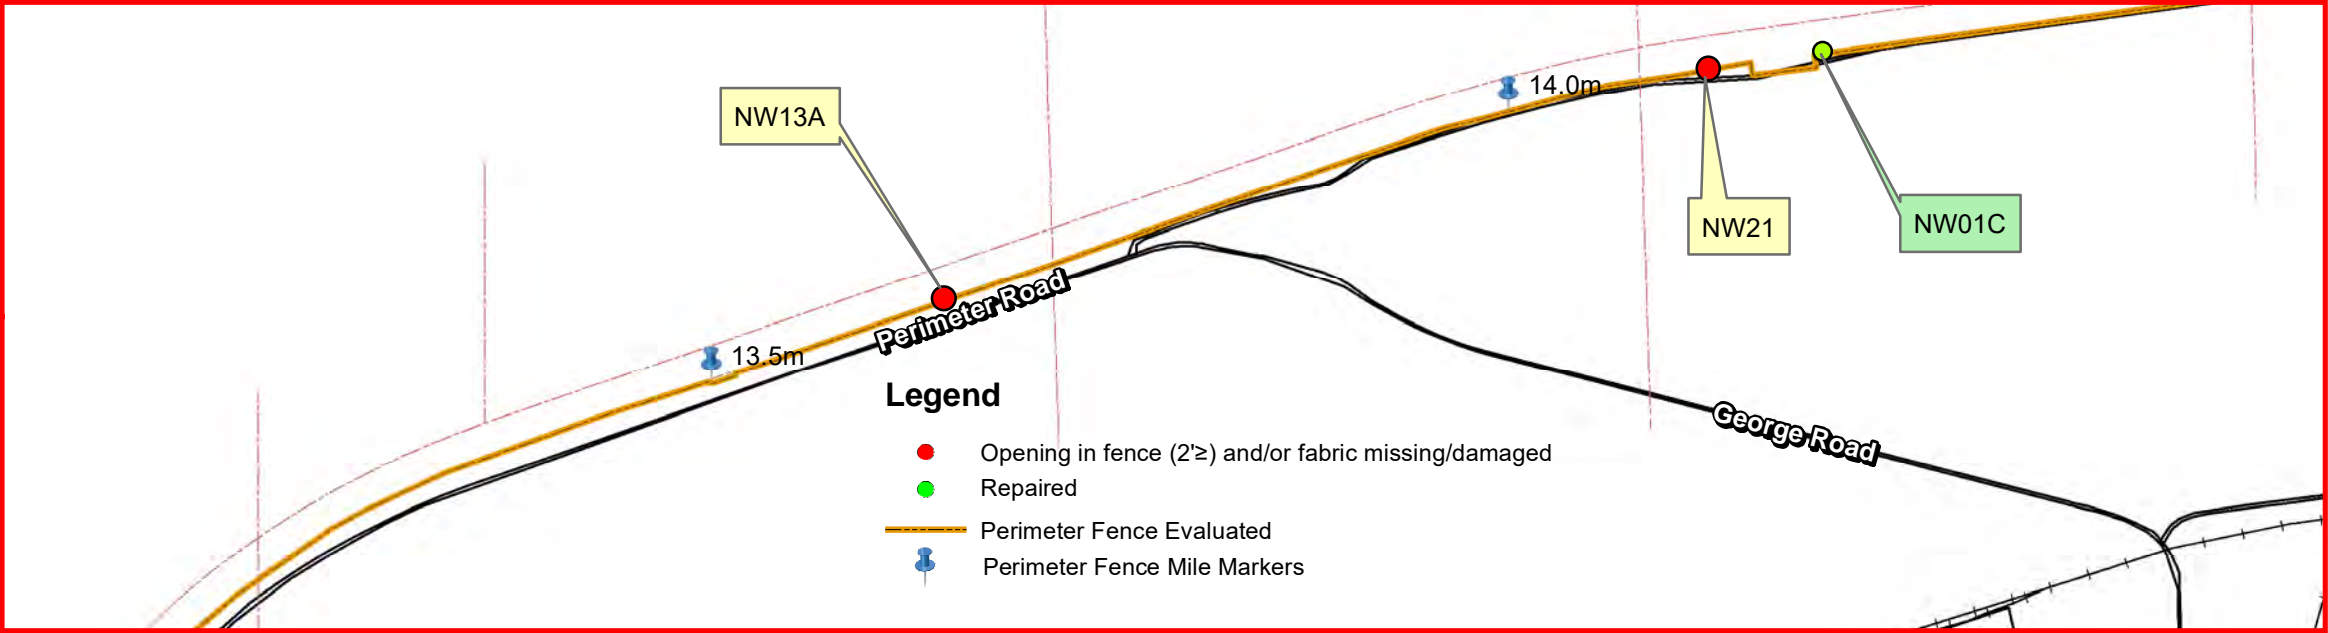 14.0m
NW13A
NW21
NW01C
Perimeter Road
13.5m
Legend
Opening in fence (2'≥) and/or fabric missing/damaged
Repaired
Perimeter Fence Evaluated
Perimeter Fence Mile Markers
George Road